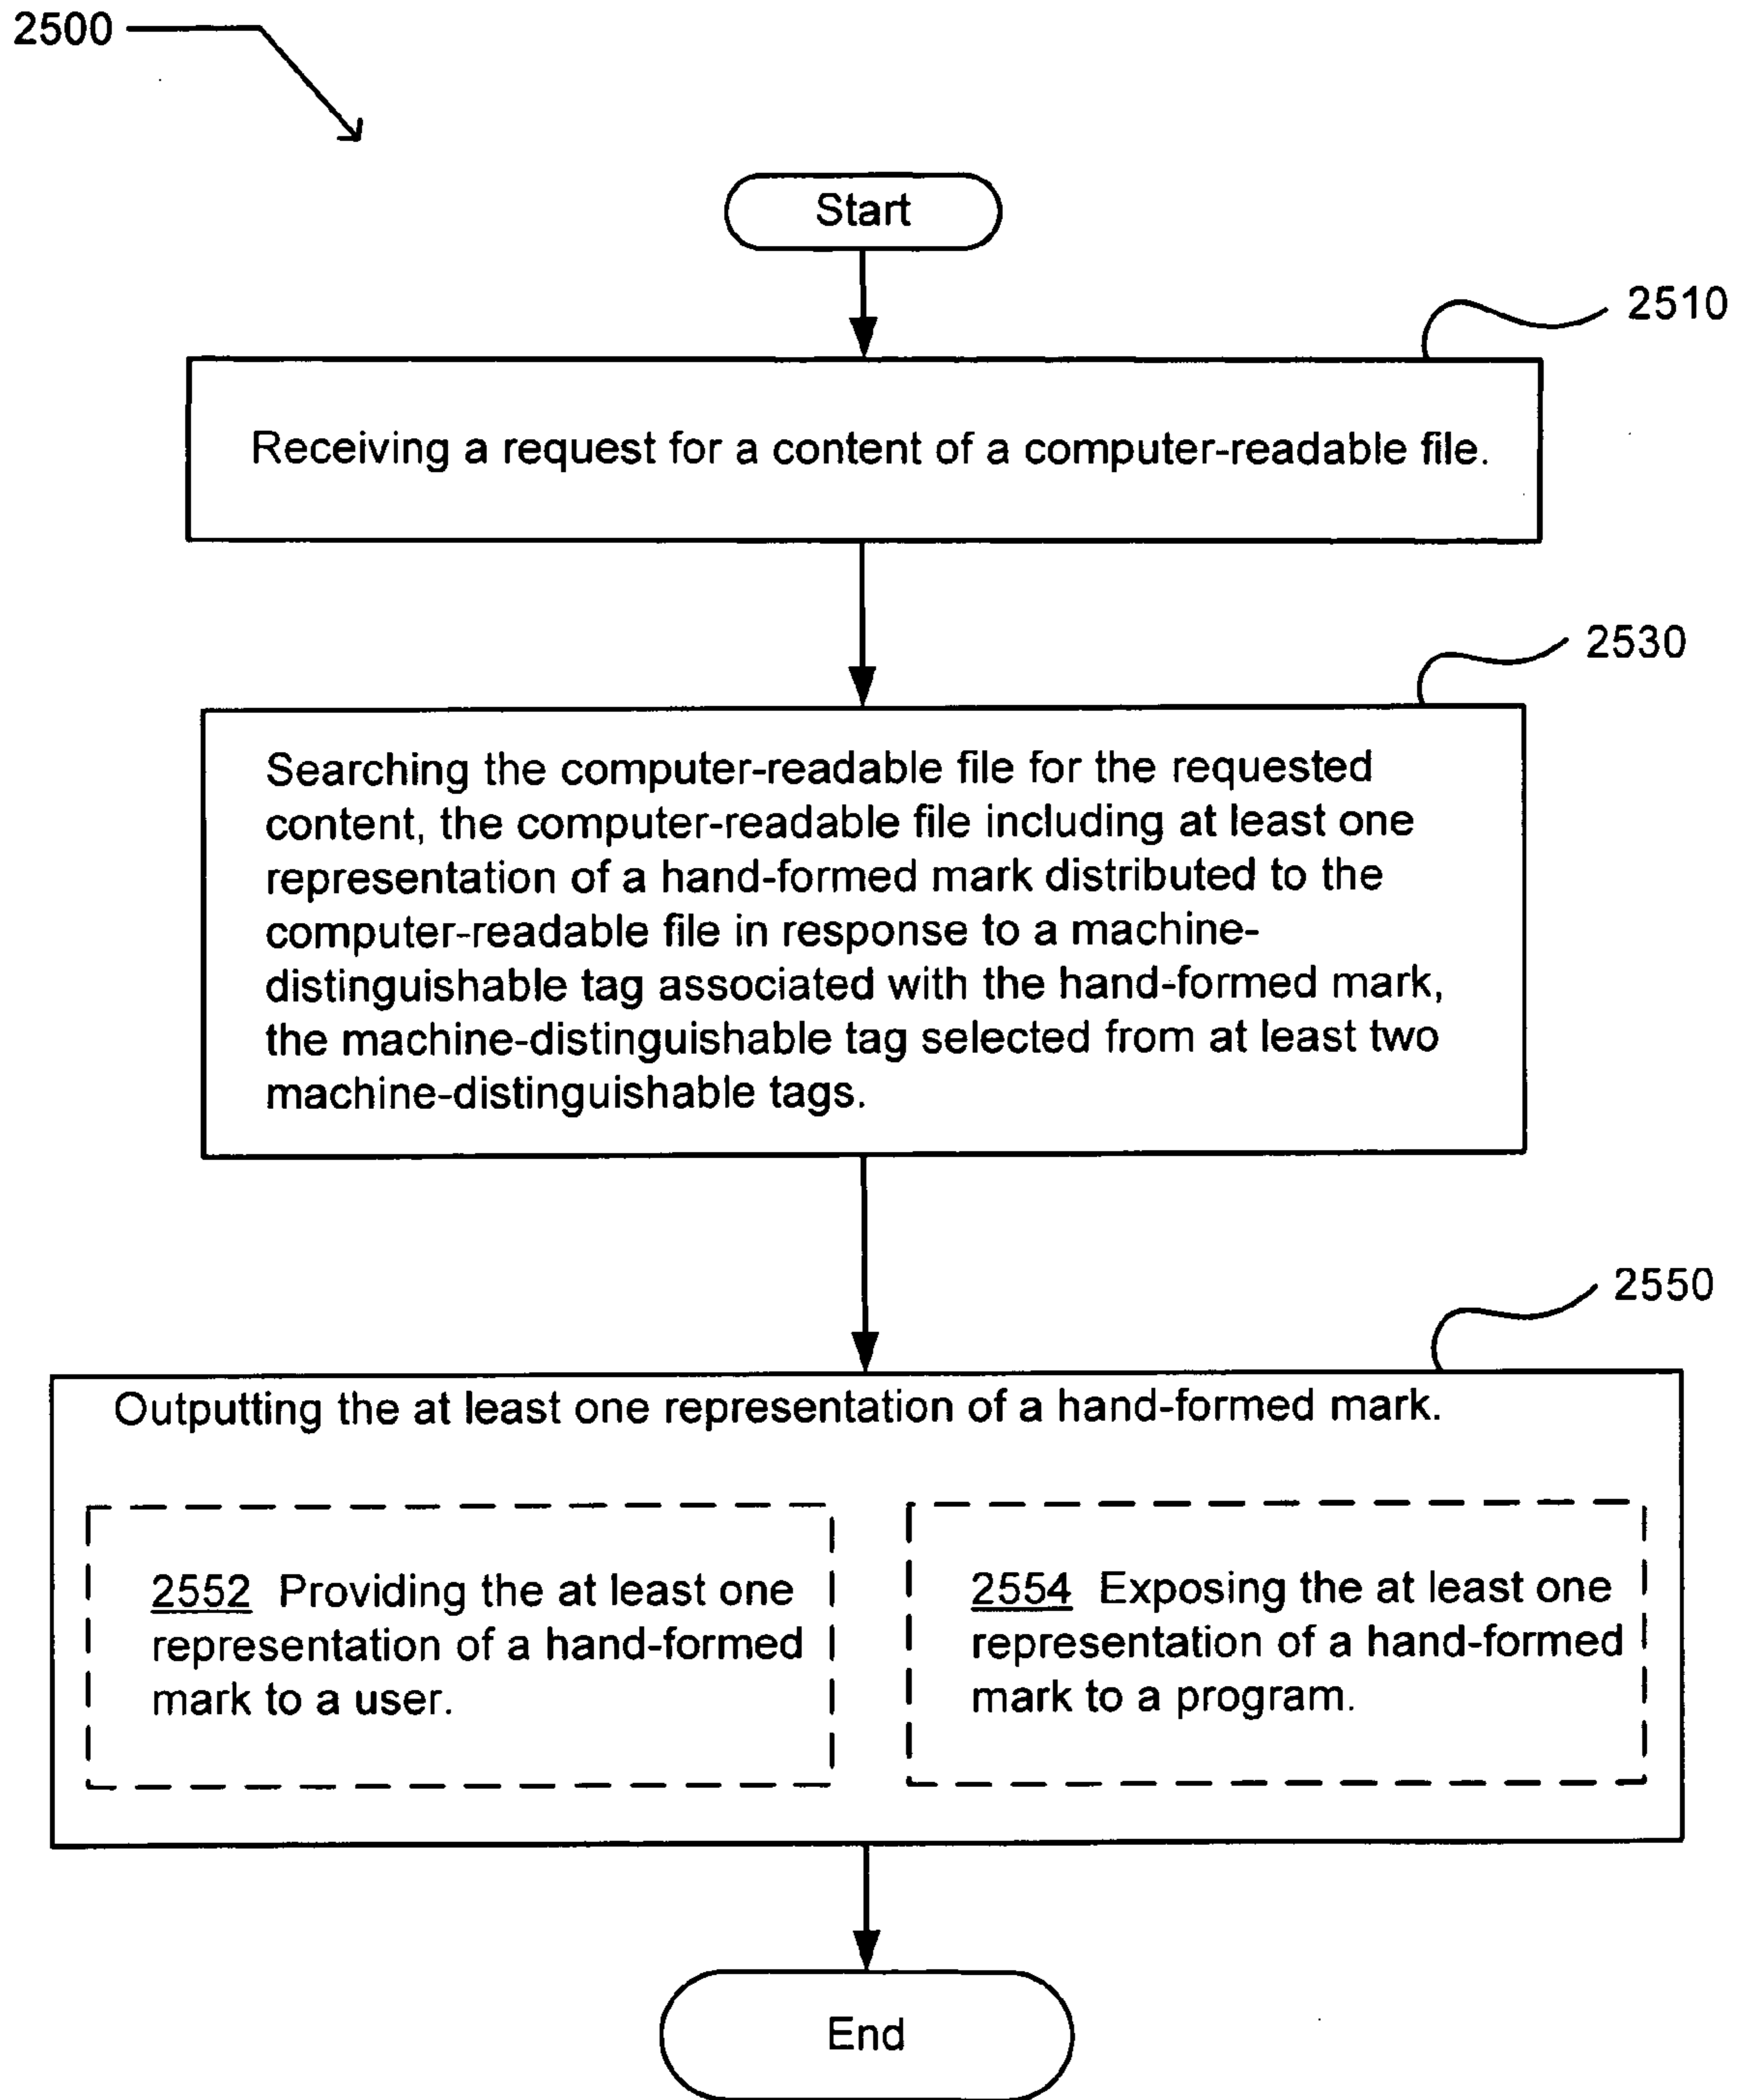 2500
Start
2510
Receiving a request for a content of a computer-readable file.
2530
Searching the computer-readable file for the requested
content, the computer-readable file including at least one
representation of a hand-formed mark distributed to the
computer-readable file in response to a machine-
distinguishable tag associated with the hand-formed mark,
the machine-distinguishable tag selected from at least two
machine-distinguishable tags.
2550
Outputting the at least one representation of a hand-formed mark.
2552 Providing the at least one
representation of a hand-formed
mark to a user.
2554 Exposing the at least one
representation of a hand-formed
mark to a program.
End